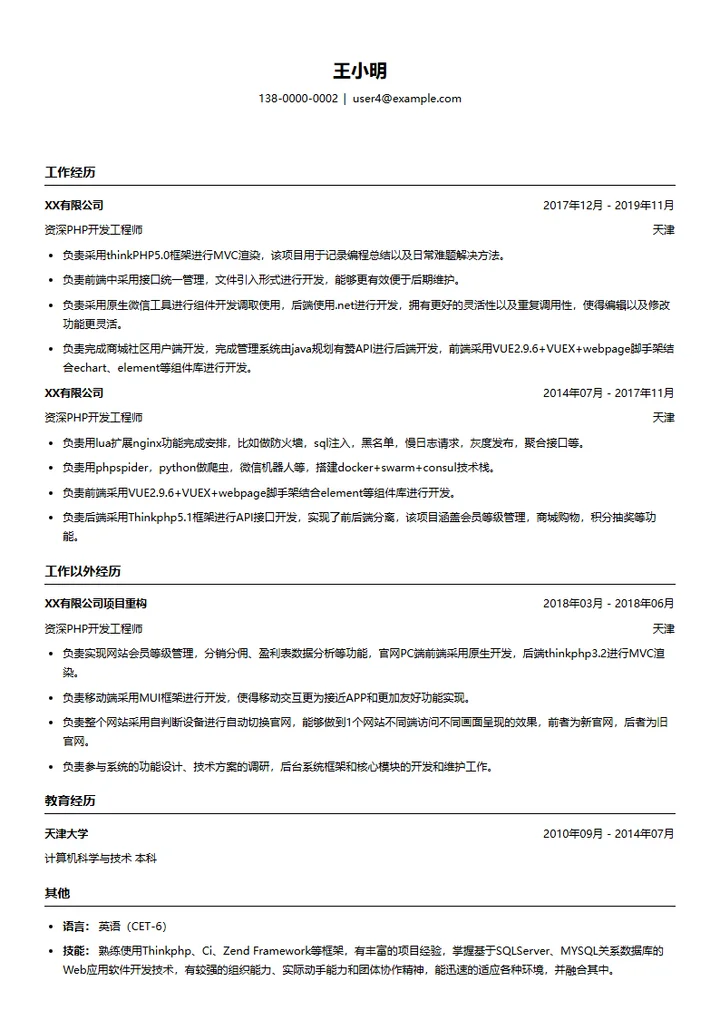 王小明
138-0000-0002 | user4@example.com
工作经历
XX有限公司 2017年12月 - 2019年11月
资深PHP开发工程师 天津
• 负责采用thinkPHP5.0框架进行MVC渲染，该项目用于记录编程总结以及日常难题解决方法。
• 负责前端中采用接口统一管理，文件引入形式进行开发，能够更有效便于后期维护。
• 负责采用原生微信工具进行组件开发调取使用，后端使用.net进行开发，拥有更好的灵活性以及重复调用性，使得编辑以及修改
功能更灵活。
• 负责完成商城社区用户端开发，完成管理系统由java规划有赞API进行后端开发，前端采用VUE2.9.6+VUEX+webpage脚手架结
合echart、element等组件库进行开发。
XX有限公司 2014年07月 - 2017年11月
资深PHP开发工程师 天津
• 负责用lua扩展nginx功能完成安排，比如做防火墙，sql注入，黑名单，慢日志请求，灰度发布，聚合接口等。
• 负责用phpspider，python做爬虫，微信机器人等，搭建docker+swarm+consul技术栈。
• 负责前端采用VUE2.9.6+VUEX+webpage脚手架结合element等组件库进行开发。
• 负责后端采用Thinkphp5.1框架进行API接口开发，实现了前后端分离，该项目涵盖会员等级管理，商城购物，积分抽奖等功
能。
工作以外经历
XX有限公司项目重构 2018年03月 - 2018年06月
资深PHP开发工程师 天津
• 负责实现网站会员等级管理，分销分佣、盈利表数据分析等功能，官网PC端前端采用原生开发，后端thinkphp3.2进行MVC渲
染。
• 负责移动端采用MUI框架进行开发，使得移动交互更为接近APP和更加友好功能实现。
• 负责整个网站采用自判断设备进行自动切换官网，能够做到1个网站不同端访问不同画面呈现的效果，前者为新官网，后者为旧
官网。
• 负责参与系统的功能设计、技术方案的调研，后台系统框架和核心模块的开发和维护工作。
教育经历
天津大学 2010年09月 - 2014年07月
计算机科学与技术 本科
其他
• 语言： 英语（CET-6）
• 技能： 熟练使用Thinkphp、Ci、Zend Framework等框架，有丰富的项目经验，掌握基于SQLServer、MYSQL关系数据库的
Web应用软件开发技术，有较强的组织能力、实际动手能力和团体协作精神，能迅速的适应各种环境，并融合其中。